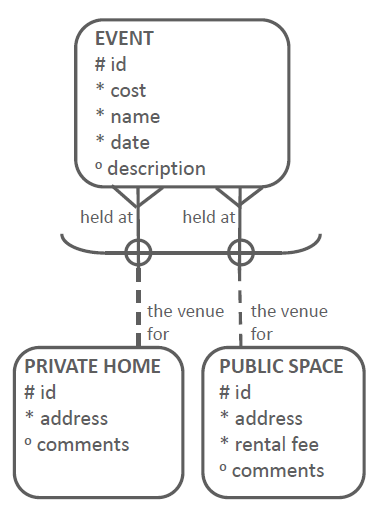 EVENT
# id
* cost
* name
* date
º description
held at
held at
the venue
for
the venue
for
PRIVATE HOME
# id
* address
º comments
PUBLIC SPACE
# id
* address
* rental fee
º comments